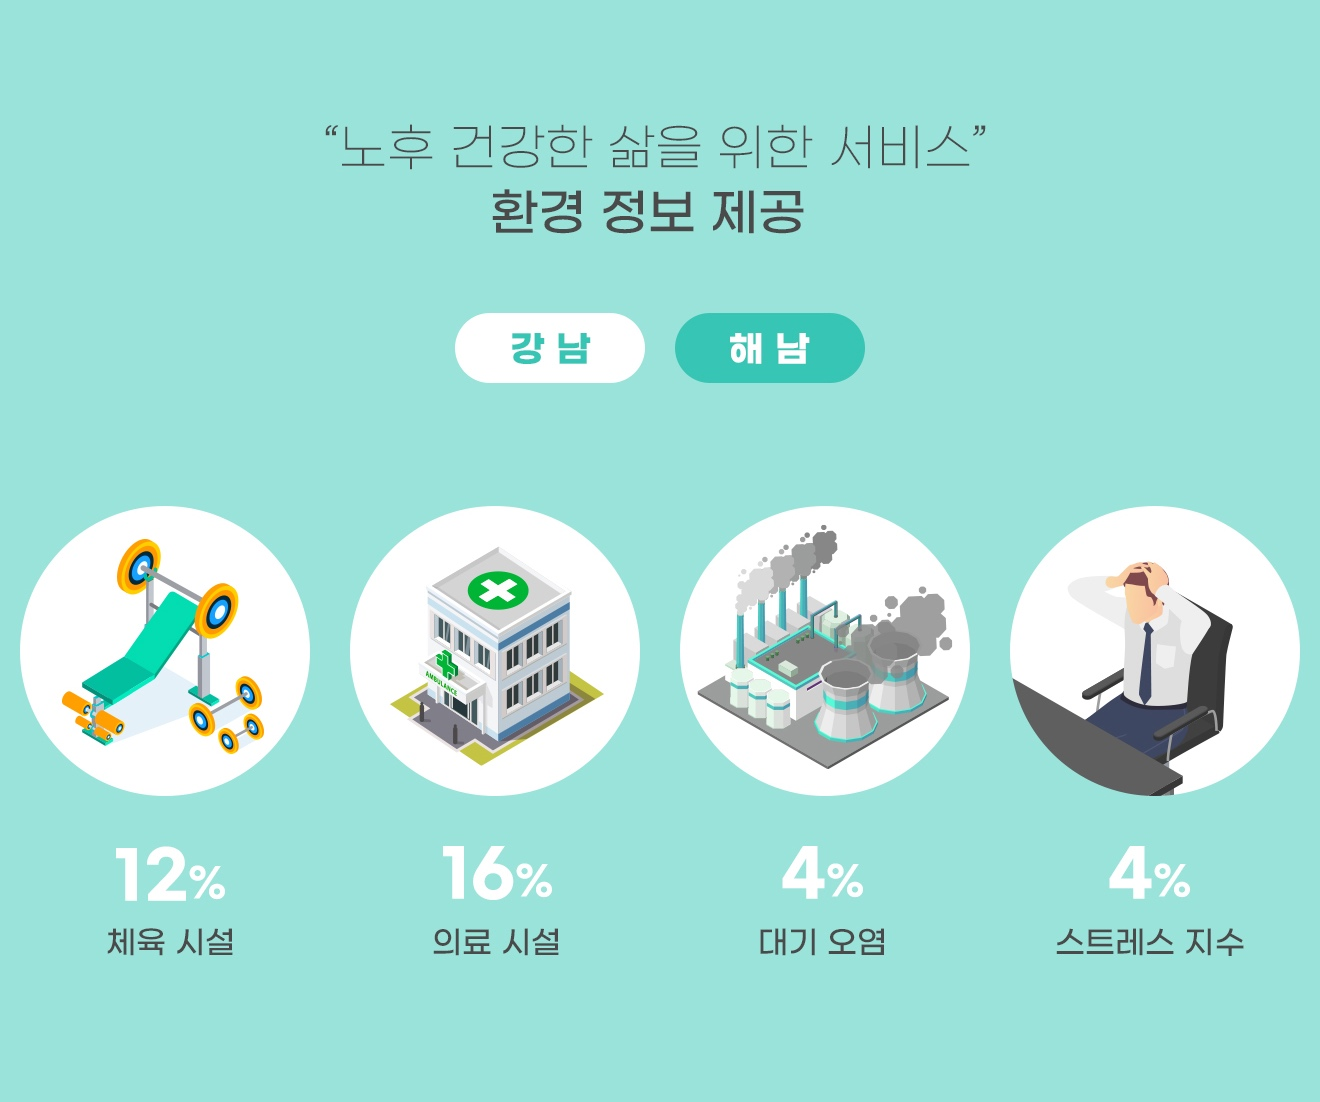 “노후 건강한 삶을 위한 서비스”
환경 정보 제공
강남
해남
AMBULANCE
12%
16%
4%
4%
체육 시설
의료 시설
대기 오염
스트레스 지수